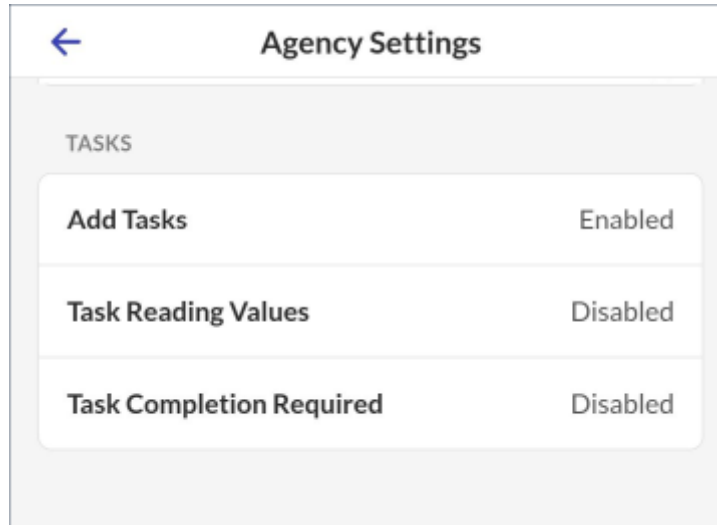 Agency Settings
TASKS
Add Tasks Enabled
Task Reading Values Disabled
Task Completion Required Disabled